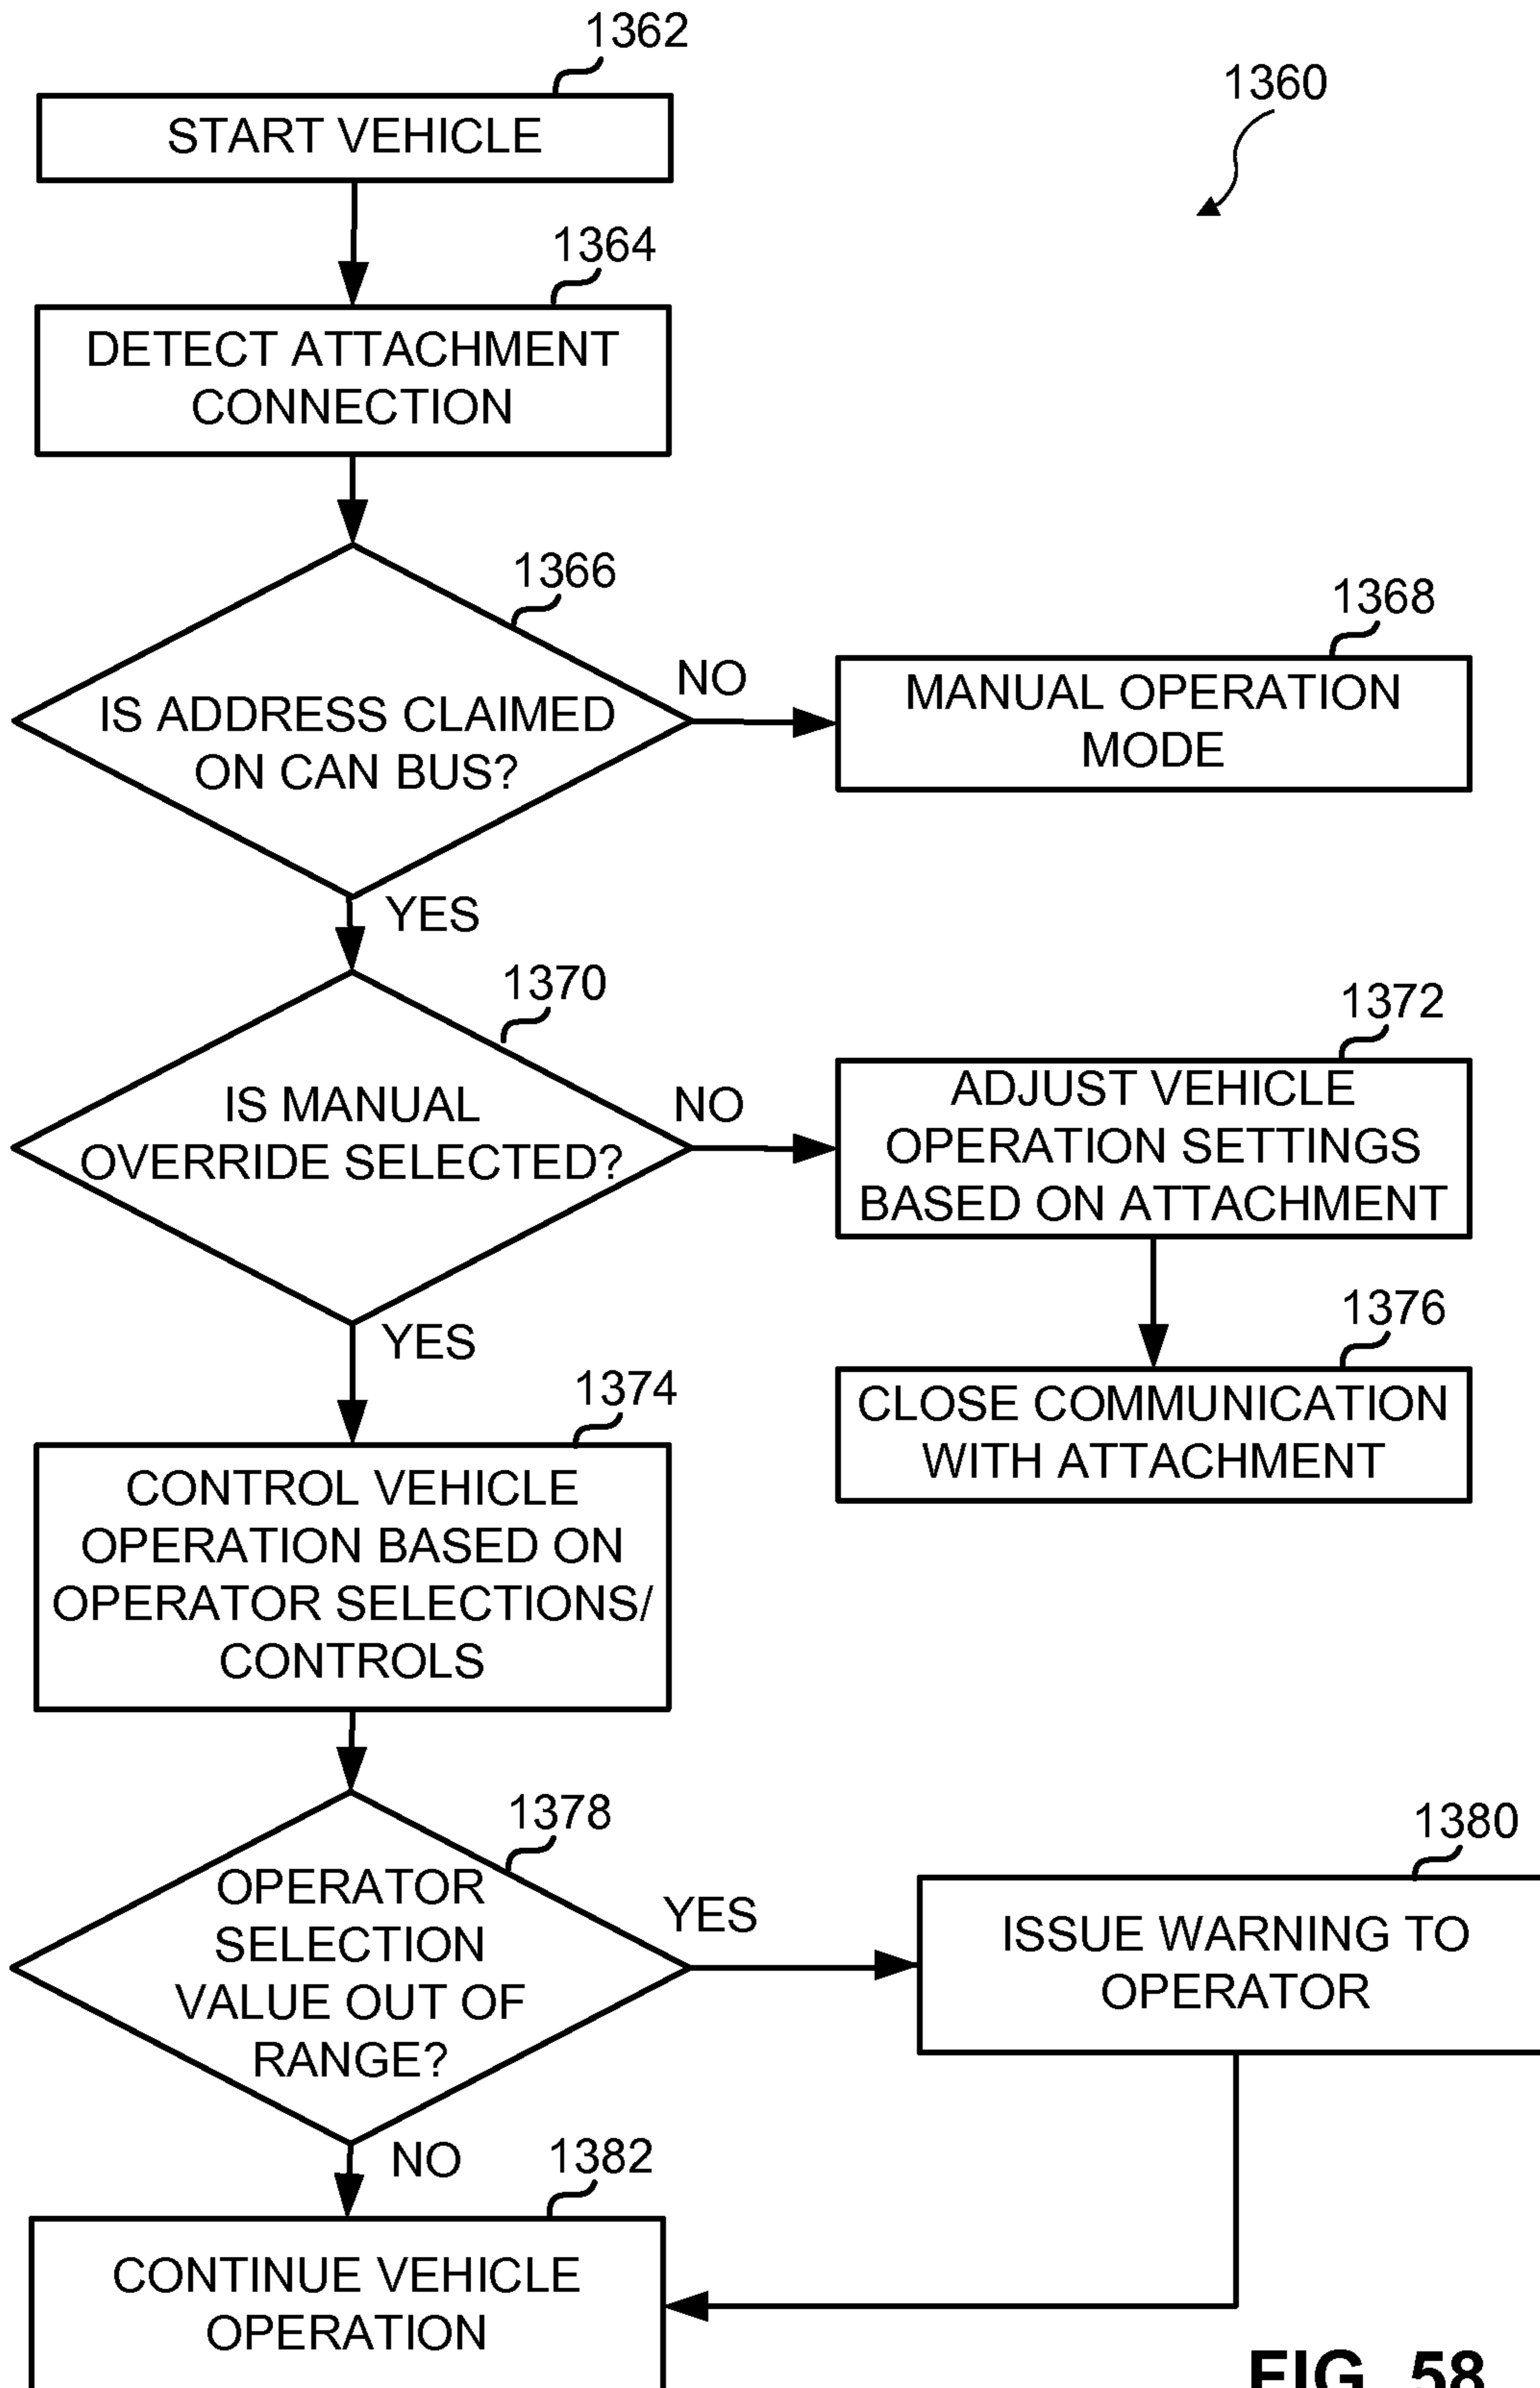 1362
START VEHICLE
1360
1364
DETECT ATTACHMENT
CONNECTION
1366
IS ADDRESS CLAIMED
ON CAN BUS?
NO
1368
MANUAL OPERATION
MODE
YES
1370
IS MANUAL
OVERRIDE SELECTED?
NO
1372
ADJUST VEHICLE
OPERATION SETTINGS
BASED ON ATTACHMENT
1376
CLOSE COMMUNICATION
WITH ATTACHMENT
YES
1374
CONTROL VEHICLE
OPERATION BASED ON
OPERATOR SELECTIONS/
CONTROLS
1378
OPERATOR
SELECTION
VALUE OUT OF
RANGE?
YES
1380
ISSUE WARNING TO
OPERATOR
NO
1382
CONTINUE VEHICLE
OPERATION
FIG. 58